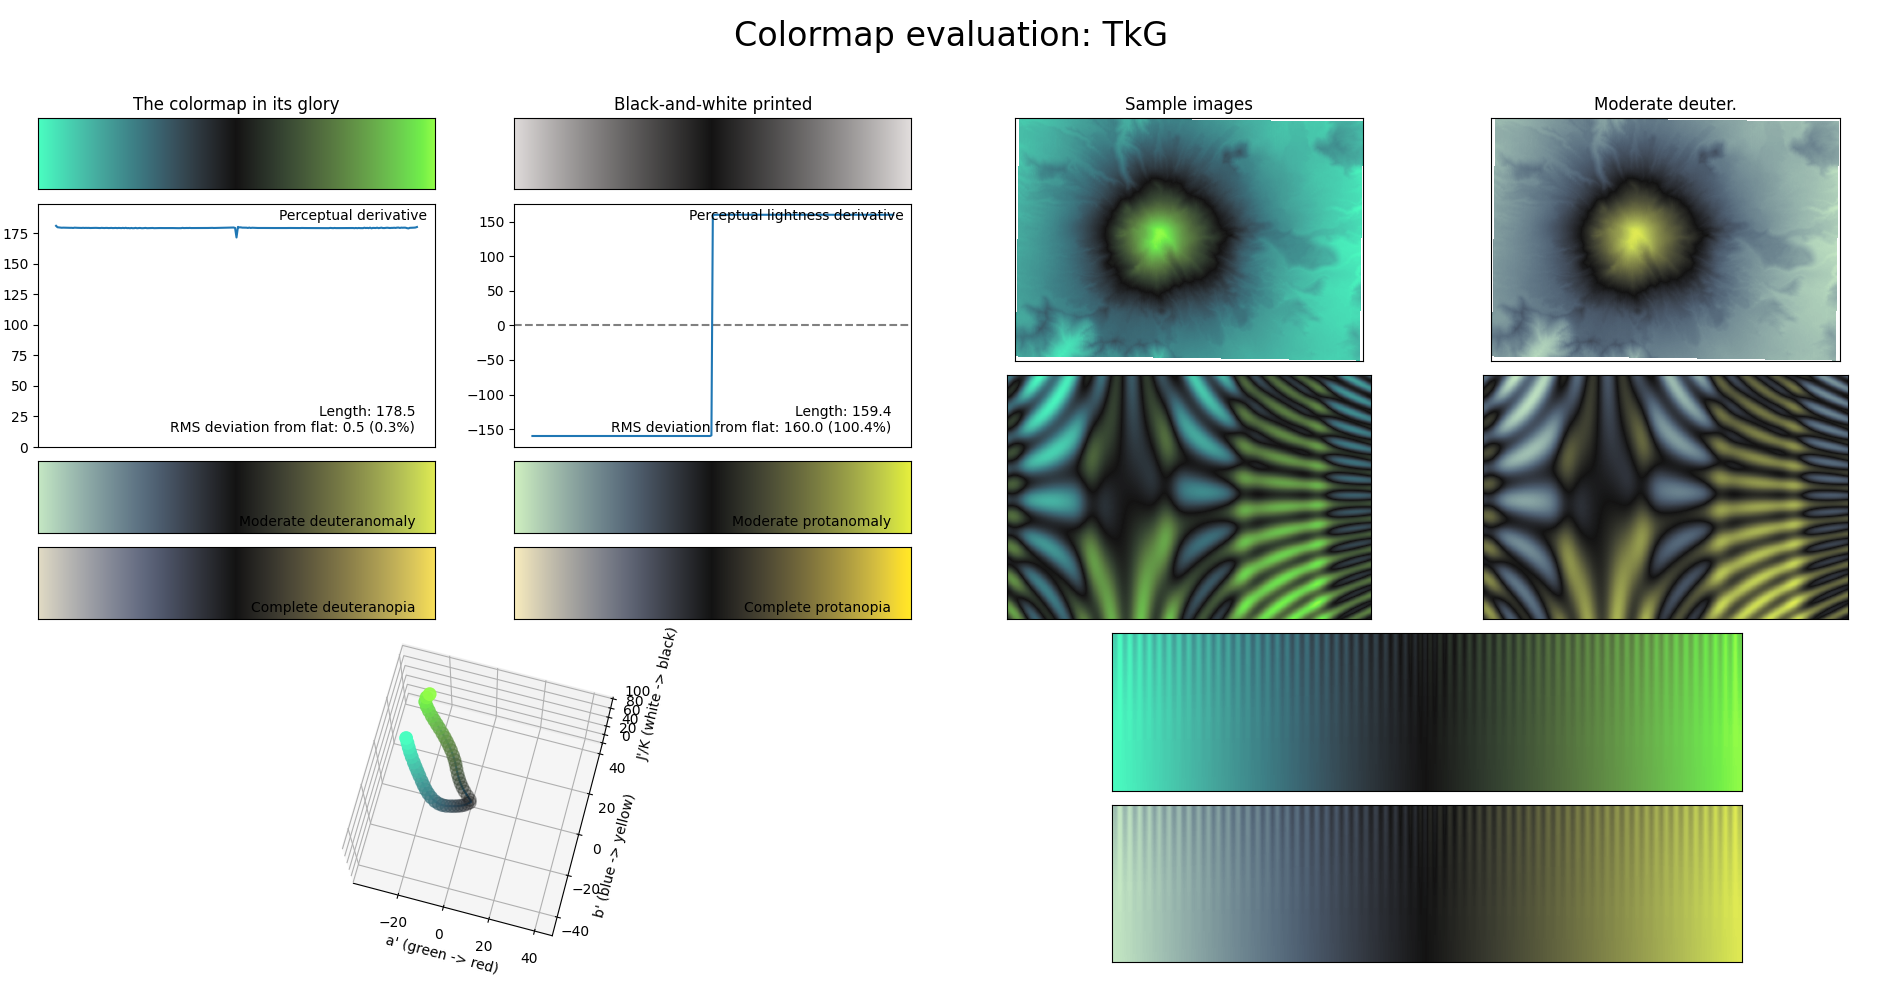 Colormap evaluation: TkG
The colormap in its glory
Black-and-white printed
Sample images
Moderate deuter.
Perceptual derivative
175
150
125
100
75
50
25
0
Length: 178.5
RMS deviation from flat: 0.5 (0.3%)
Perceptual lightness derivative
150
100
50
0
−50
−100
−150
Length: 159.4
RMS deviation from flat: 160.0 (100.4%)
Moderate deuteranomaly
Moderate protanomaly
Complete deuteranopia
Complete protanopia
J'/K (white -> black)
100
80
60
40
20
0
b' (blue -> yellow)
40
20
0
−20
−40
−20
0
20
40
a' (green -> red)